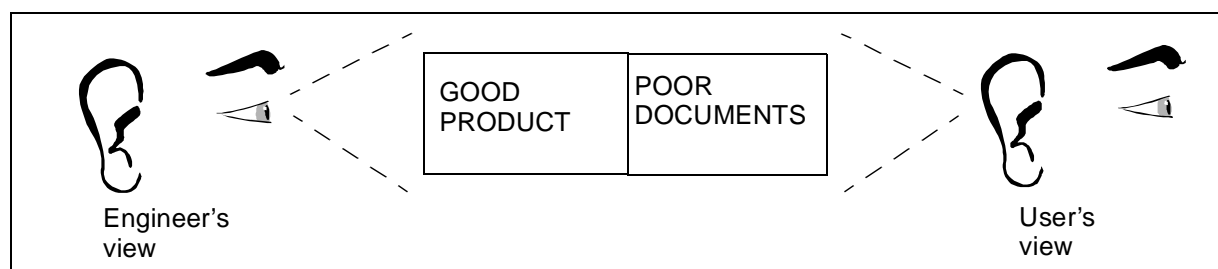 GOOD
PRODUCT
POOR
DOCUMENTS
Engineer’s
view
User’s
view